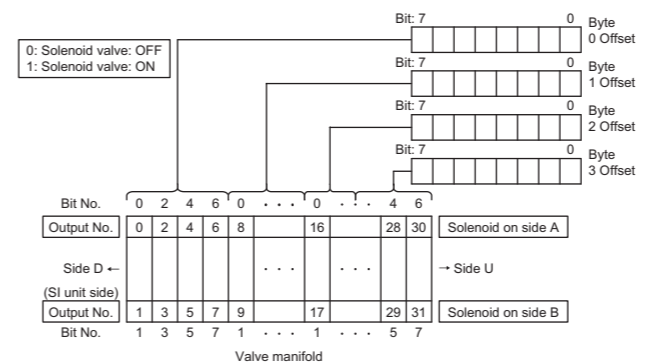 Bit: 7 0 Byte
0 Offset
0: Solenoid valve: OFF
1: Solenoid valve: ON
Bit: 7 0 Byte
1 Offset
Bit: 7 0 Byte
2 Offset
Bit: 7 0 Byte
3 Offset
Bit No. 0 2 4 6 0 · · · 0 · · · 4 6
Output No. 0 2 4 6 8 16 28 30 Solenoid on side A
Side D ← · · · · · · → Side U
(SI unit side)
Output No. 1 3 5 7 9 17 29 31 Solenoid on side B
Bit No. 1 3 5 7 1 · · · 1 · · · 5 7
Valve manifold